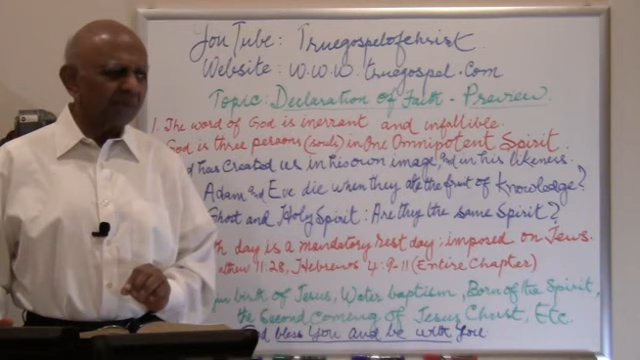 YouTube: Truegospelofchrist
Website: 10.10.10. truegospel.com
Topic: Declaration of Faith - Preview
1. The word of God is inerrant and infallible.
God is three persons (souls) in One Omnipotent Spirit
has created us in his own image, and in his likeness.
Adam and Eve die when they ate the fruit of Knowledge?
Ghost and Holy Spirit: Are they the same Spirit?
day is a mandatory rest day: imposed on Jews.
11:28, Hebrews 4:9-11 (Entire Chapter)
birth of Jesus, Water baptism, Born of the Spirit,
the Second coming of Jesus Christ, Etc.
God bless You and be with You